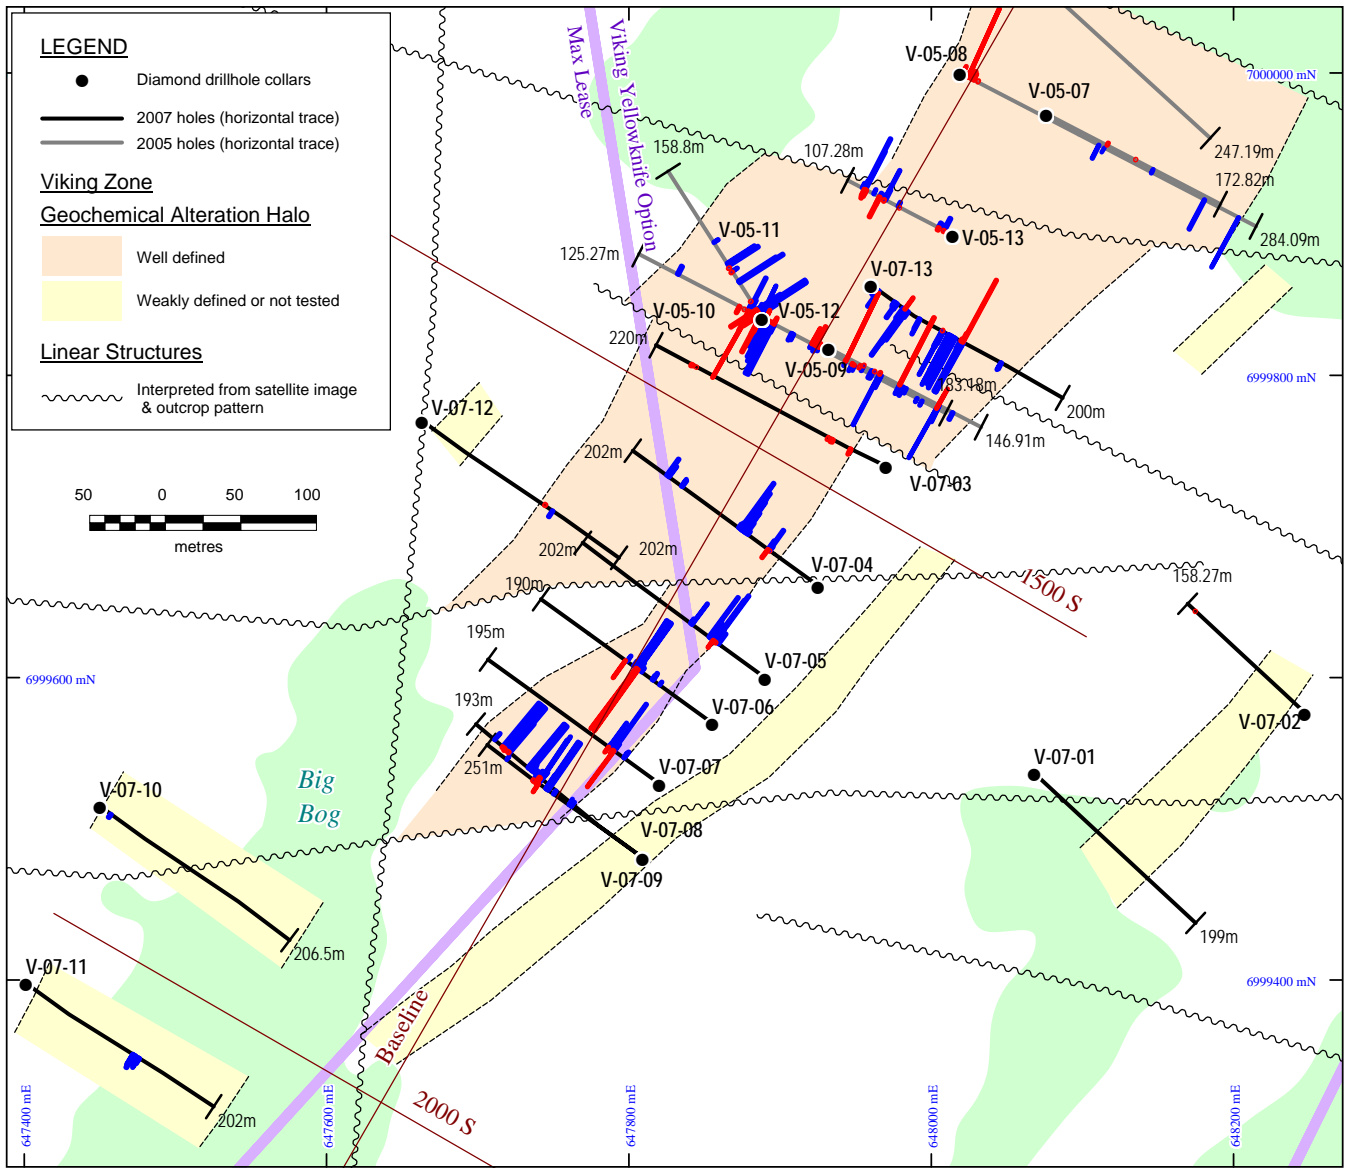 LEGEND
Diamond drillhole collars
2007 holes (horizontal trace)
2005 holes (horizontal trace)
Viking Zone
Geochemical Alteration Halo
Well defined
Weakly defined or not tested
Linear Structures
Interpreted from satellite image
& outcrop pattern
50 0 50 100
metres
Viking Yellowknife Option
Max Lease
V-05-08
7000000 mN
V-05-07
247.19m
172.82m
284.09m
107.28m
158.8m
V-05-13
V-05-11
125.27m
V-07-13
V-05-10
V-05-12
220m
V-05-09
183.18m
6999800 mN
200m
146.91m
V-07-12
202m
V-07-03
202m
202m
V-07-04
190m
158.27m
1500 S
195m
V-07-05
6999600 mN
193m
V-07-06
V-07-02
251m
V-07-07
V-07-01
Big
Bog
V-07-10
V-07-08
V-07-09
206.5m
199m
V-07-11
6999400 mN
Baseline
2000 S
202m
647400 mE
647600 mE
647800 mE
648000 mE
648200 mE